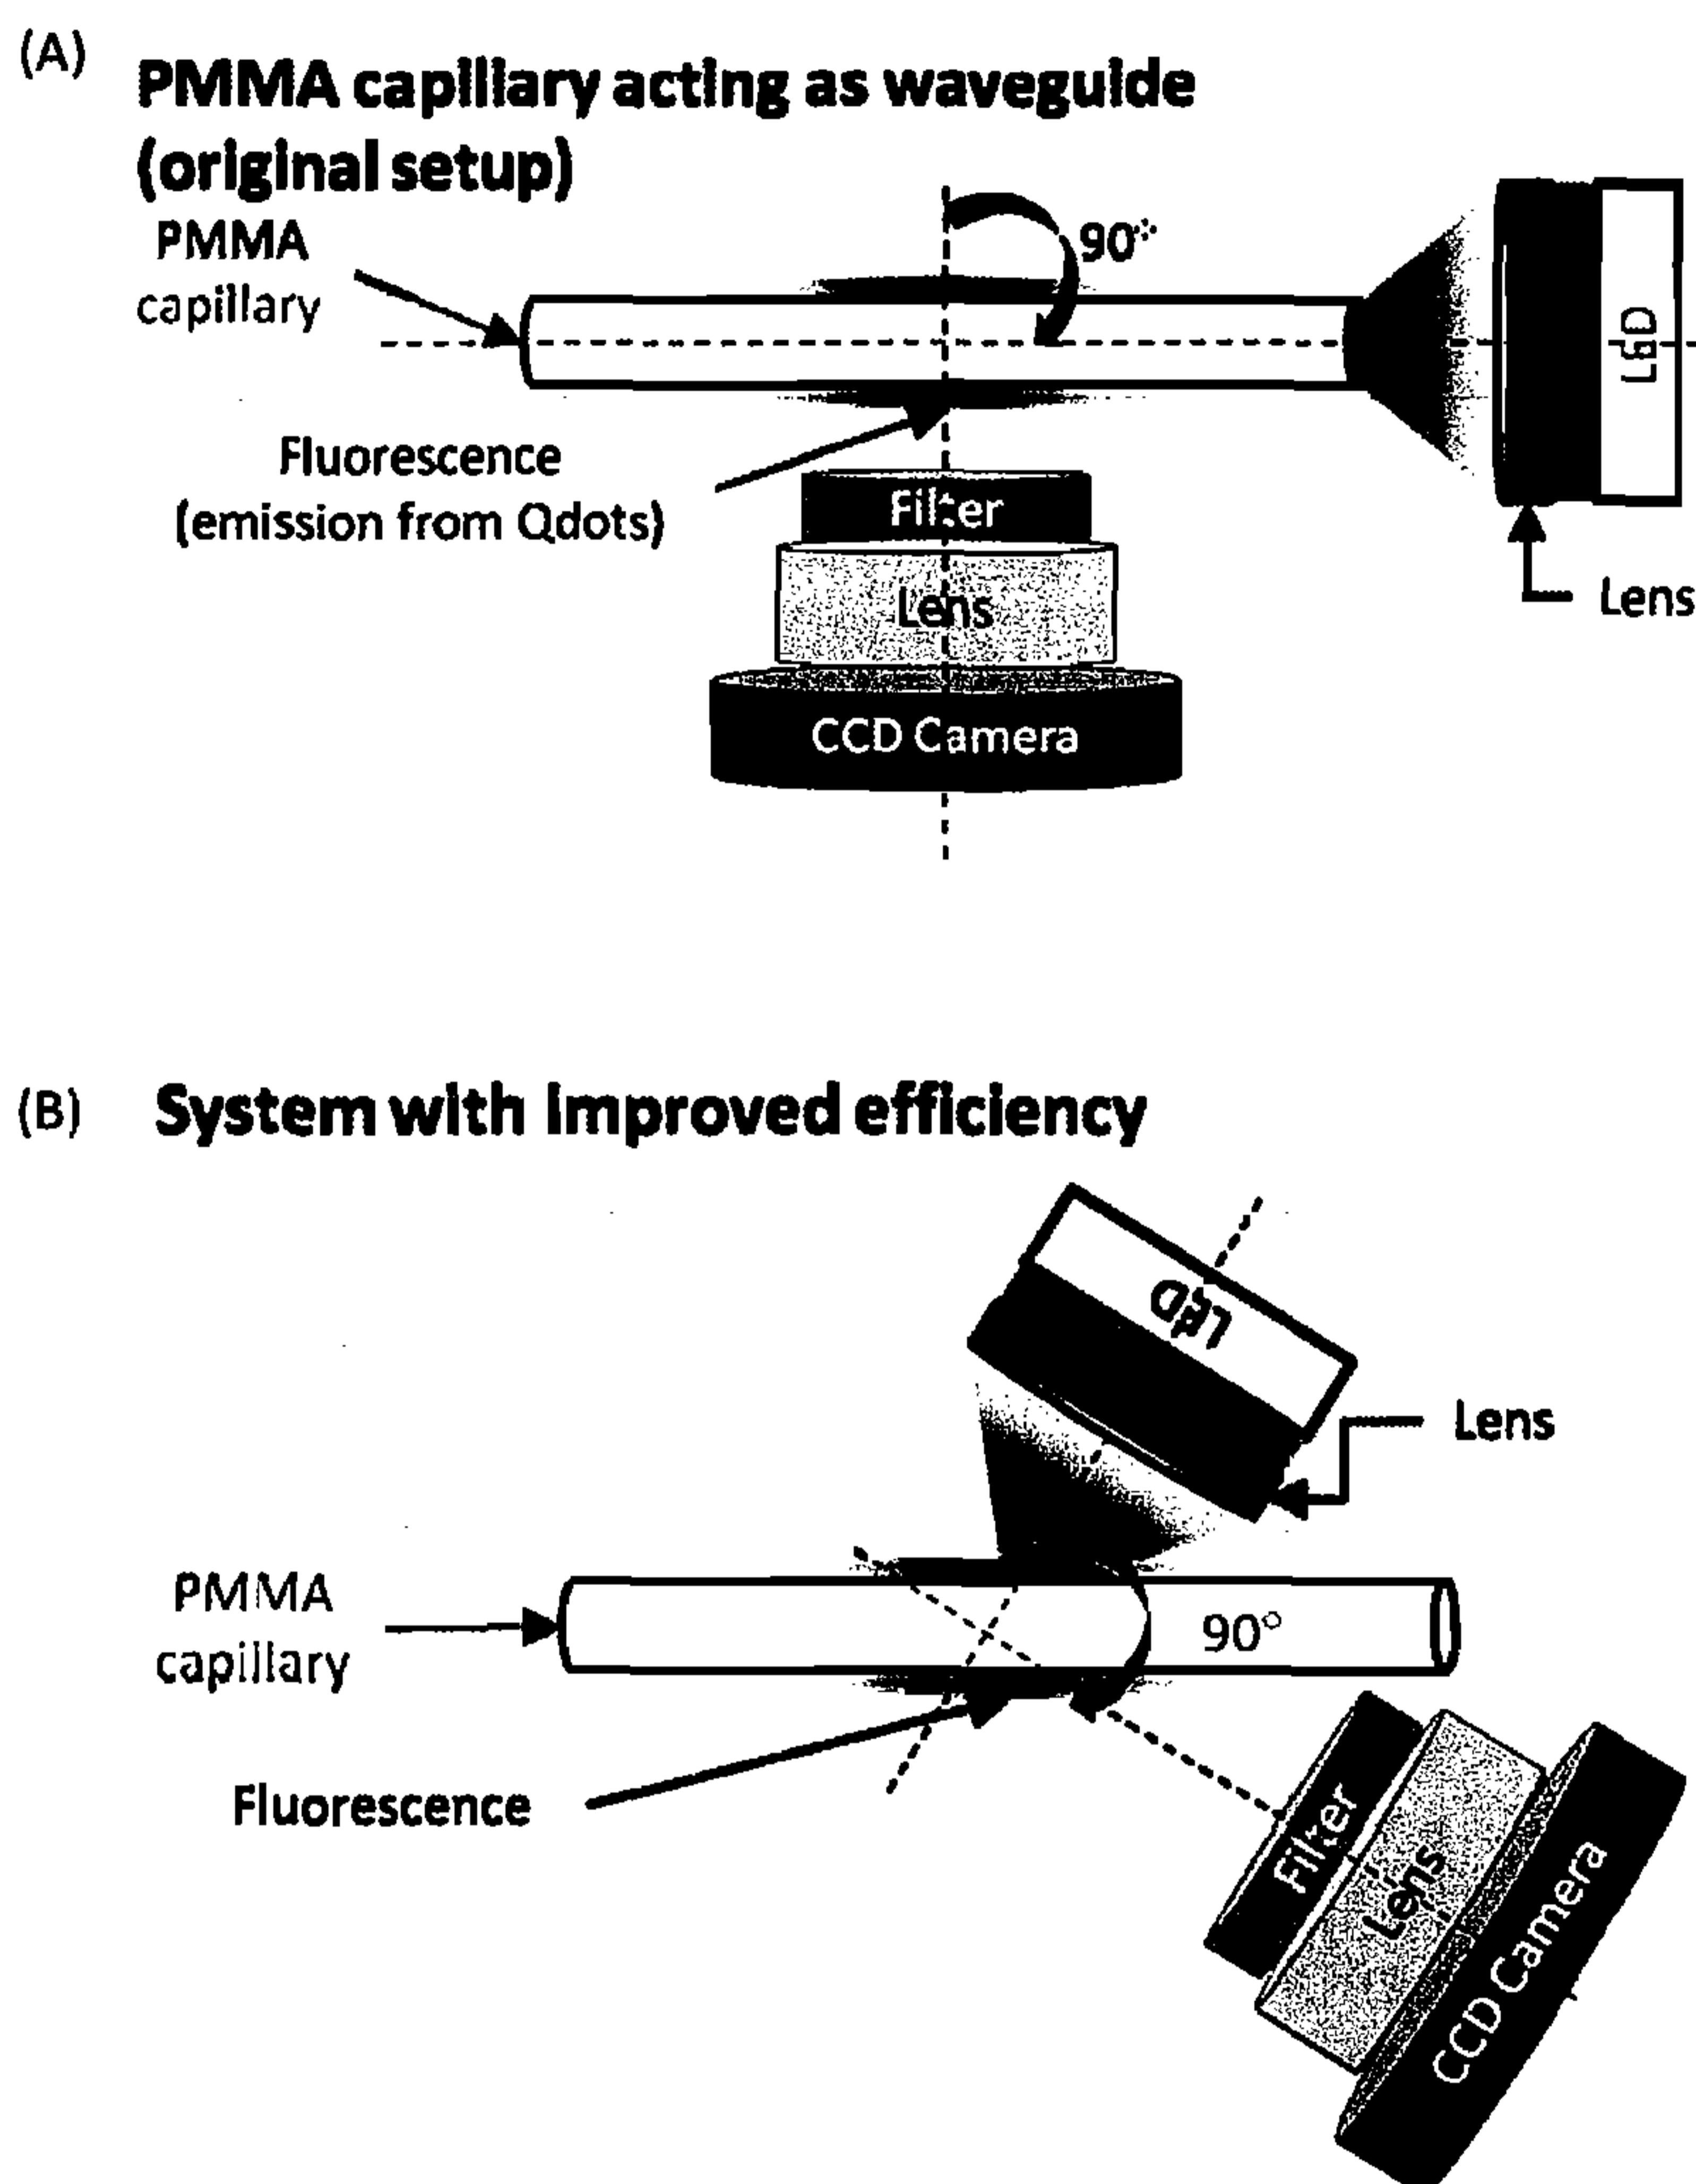 (A)
PMMA capillary acting as waveguide
(original setup)
PMMA
capillary
90°
LED
Fluorescence
(emission from Qdots)
Filter
Lens
Lens
CCD Camera
(B)
System with improved efficiency
LED
Lens
PMMA
capillary
90°
Fluorescence
Filter
Lens
CCD Camera